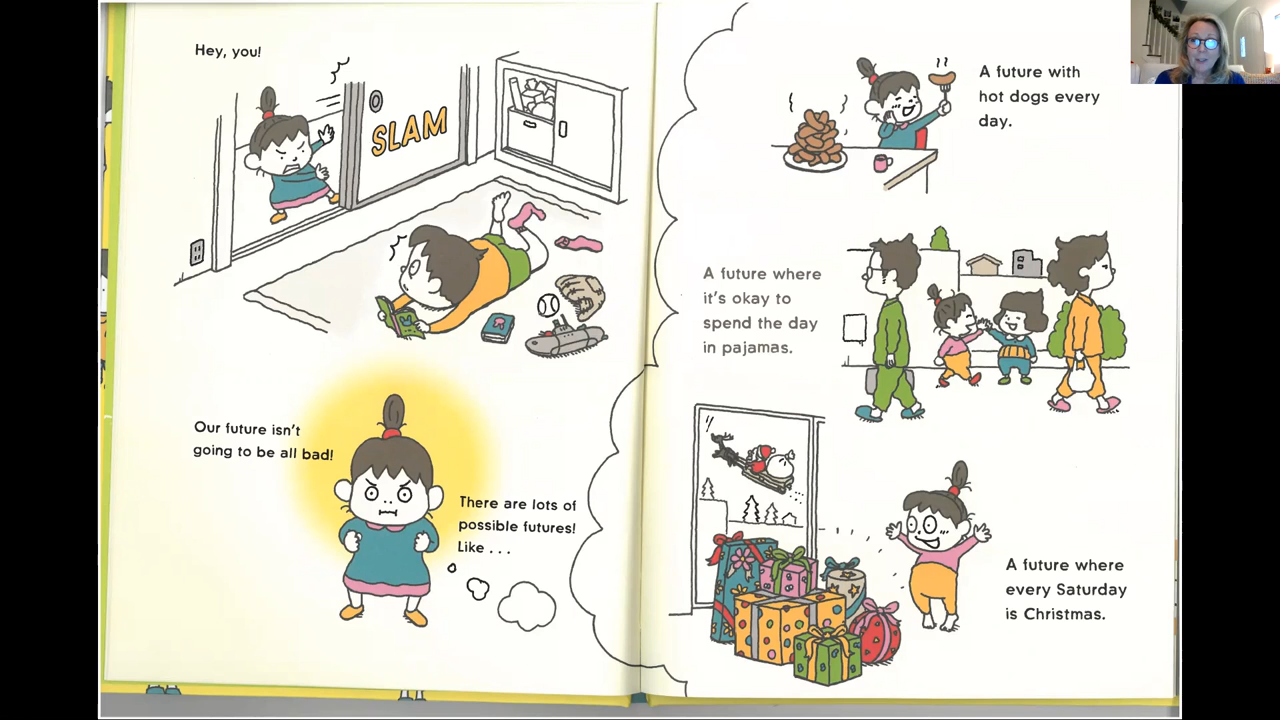 Hey, you!
SLAM
Our future isn't
going to be all bad!
There are lots of
possible futures!
Like . . .
A future with
hot dogs every
day.
A future where
it's okay to
spend the day
in pajamas.
A future where
every Saturday
is Christmas.